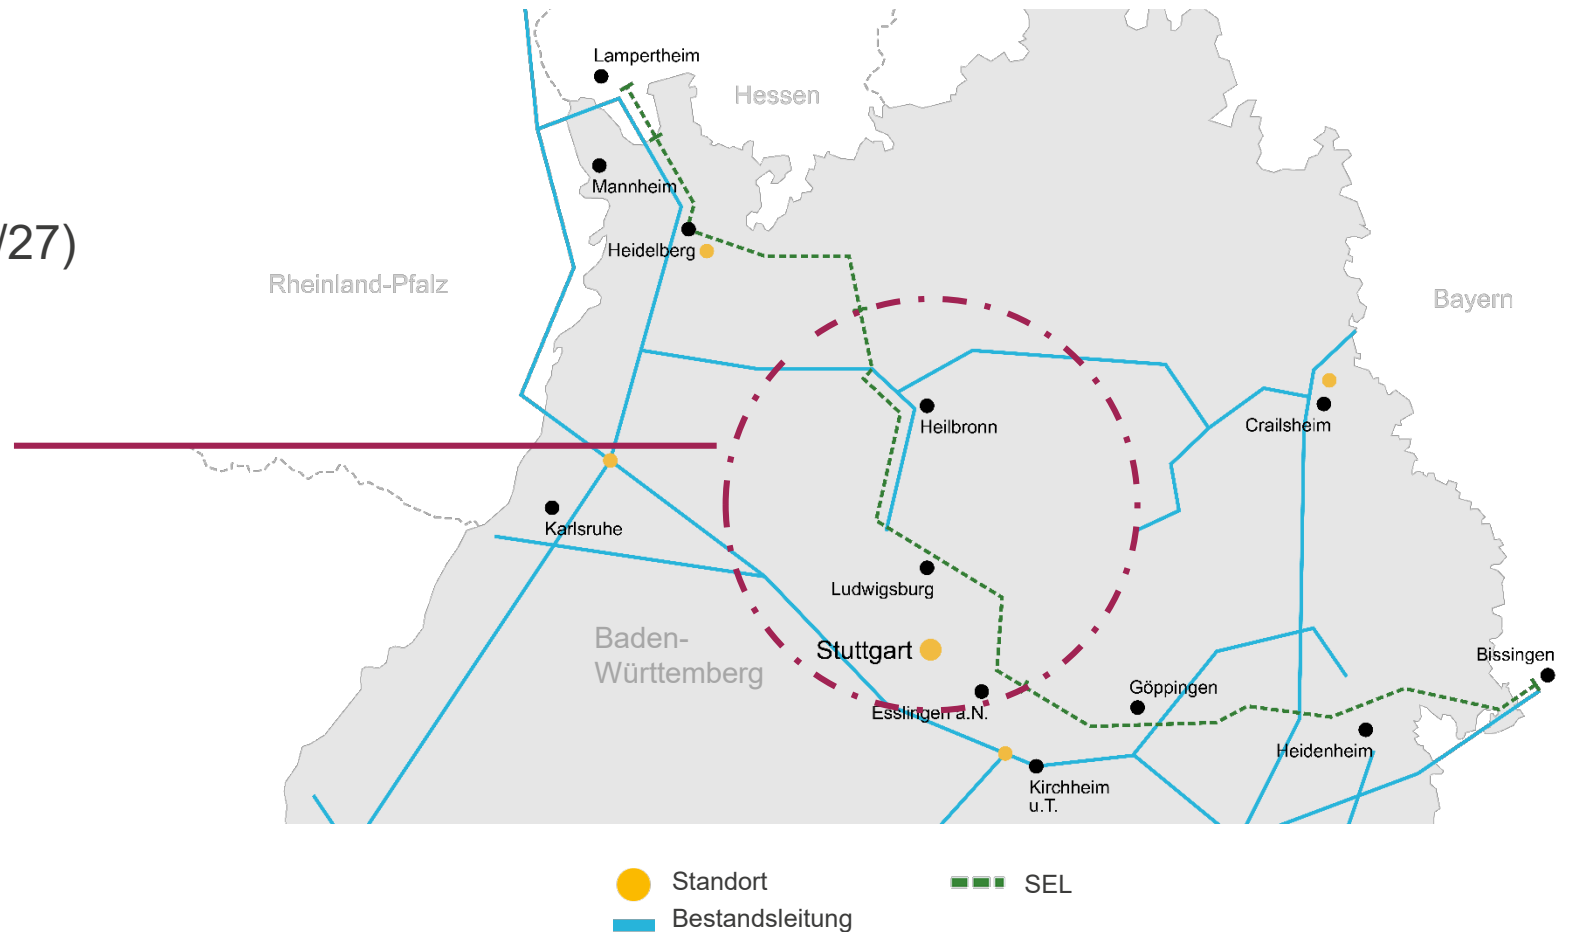 Lampertheim
Hessen
Mannheim
/27)
Heidelberg
Rheinland-Pfalz
Bayern
Heilbronn
Crailsheim
Karlsruhe
Ludwigsburg
Baden-
Württemberg
Stuttgart
Bissingen
Göppingen
Esslingen a.N.
Heidenheim
Kirchheim
u.T.
Standort
SEL
Bestandsleitung